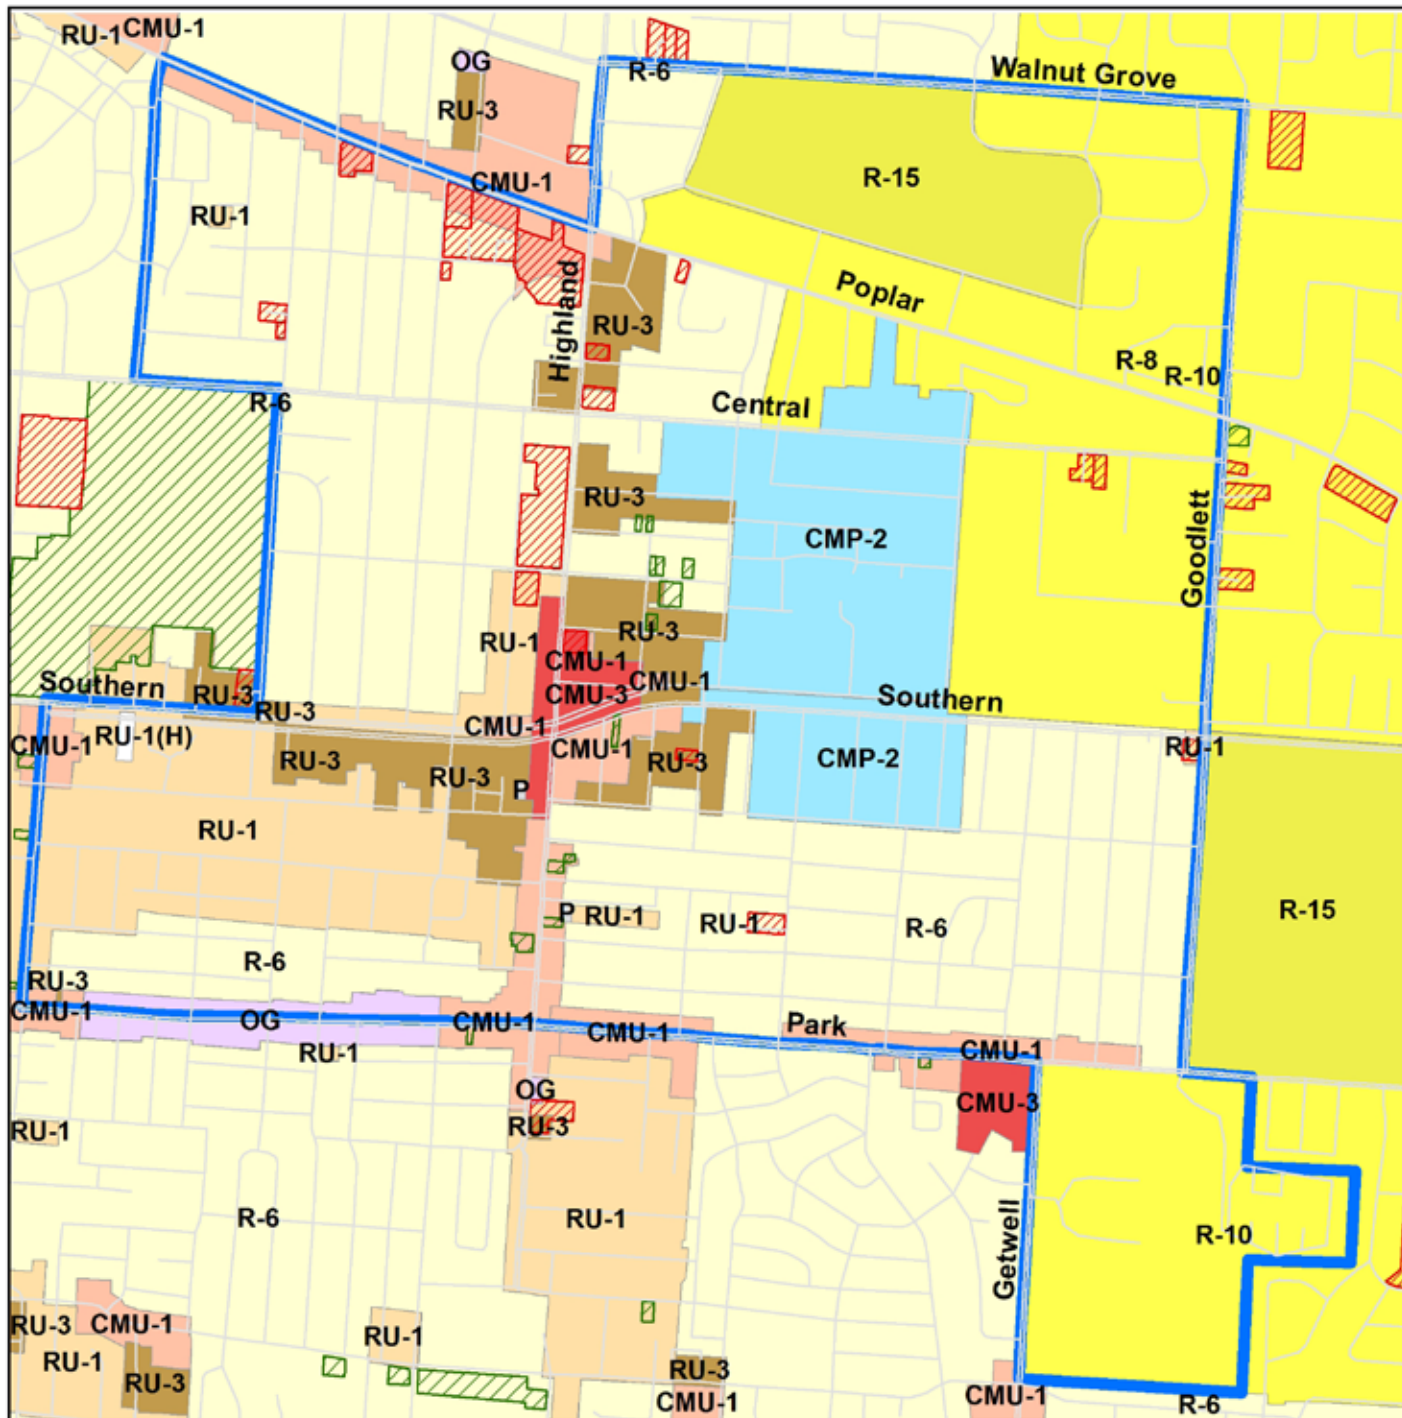 RU-1
CMU-1
OG
R-6
Walnut Grove
RU-3
R-15
CMU-1
RU-1
Highland
Poplar
RU-3
R-8
R-10
R-6
Central
RU-3
CMP-2
Goodlett
RU-1
RU-3
CMU-1
Southern
RU-3
CMU-3
CMU-1
Southern
RU-3
CMU-1
RU-1(H)
CMU-1
CMU-1
RU-1
RU-3
RU-3
RU-3
CMP-2
P
RU-1
P
RU-1
RU-1
R-6
R-15
R-6
RU-3
CMU-1
OG
CMU-1
CMU-1
Park
CMU-1
RU-1
OG
CMU-3
RU-3
RU-1
R-6
RU-1
Getwell
R-10
RU-3
CMU-1
RU-1
RU-1
RU-3
RU-3
CMU-1
CMU-1
R-6